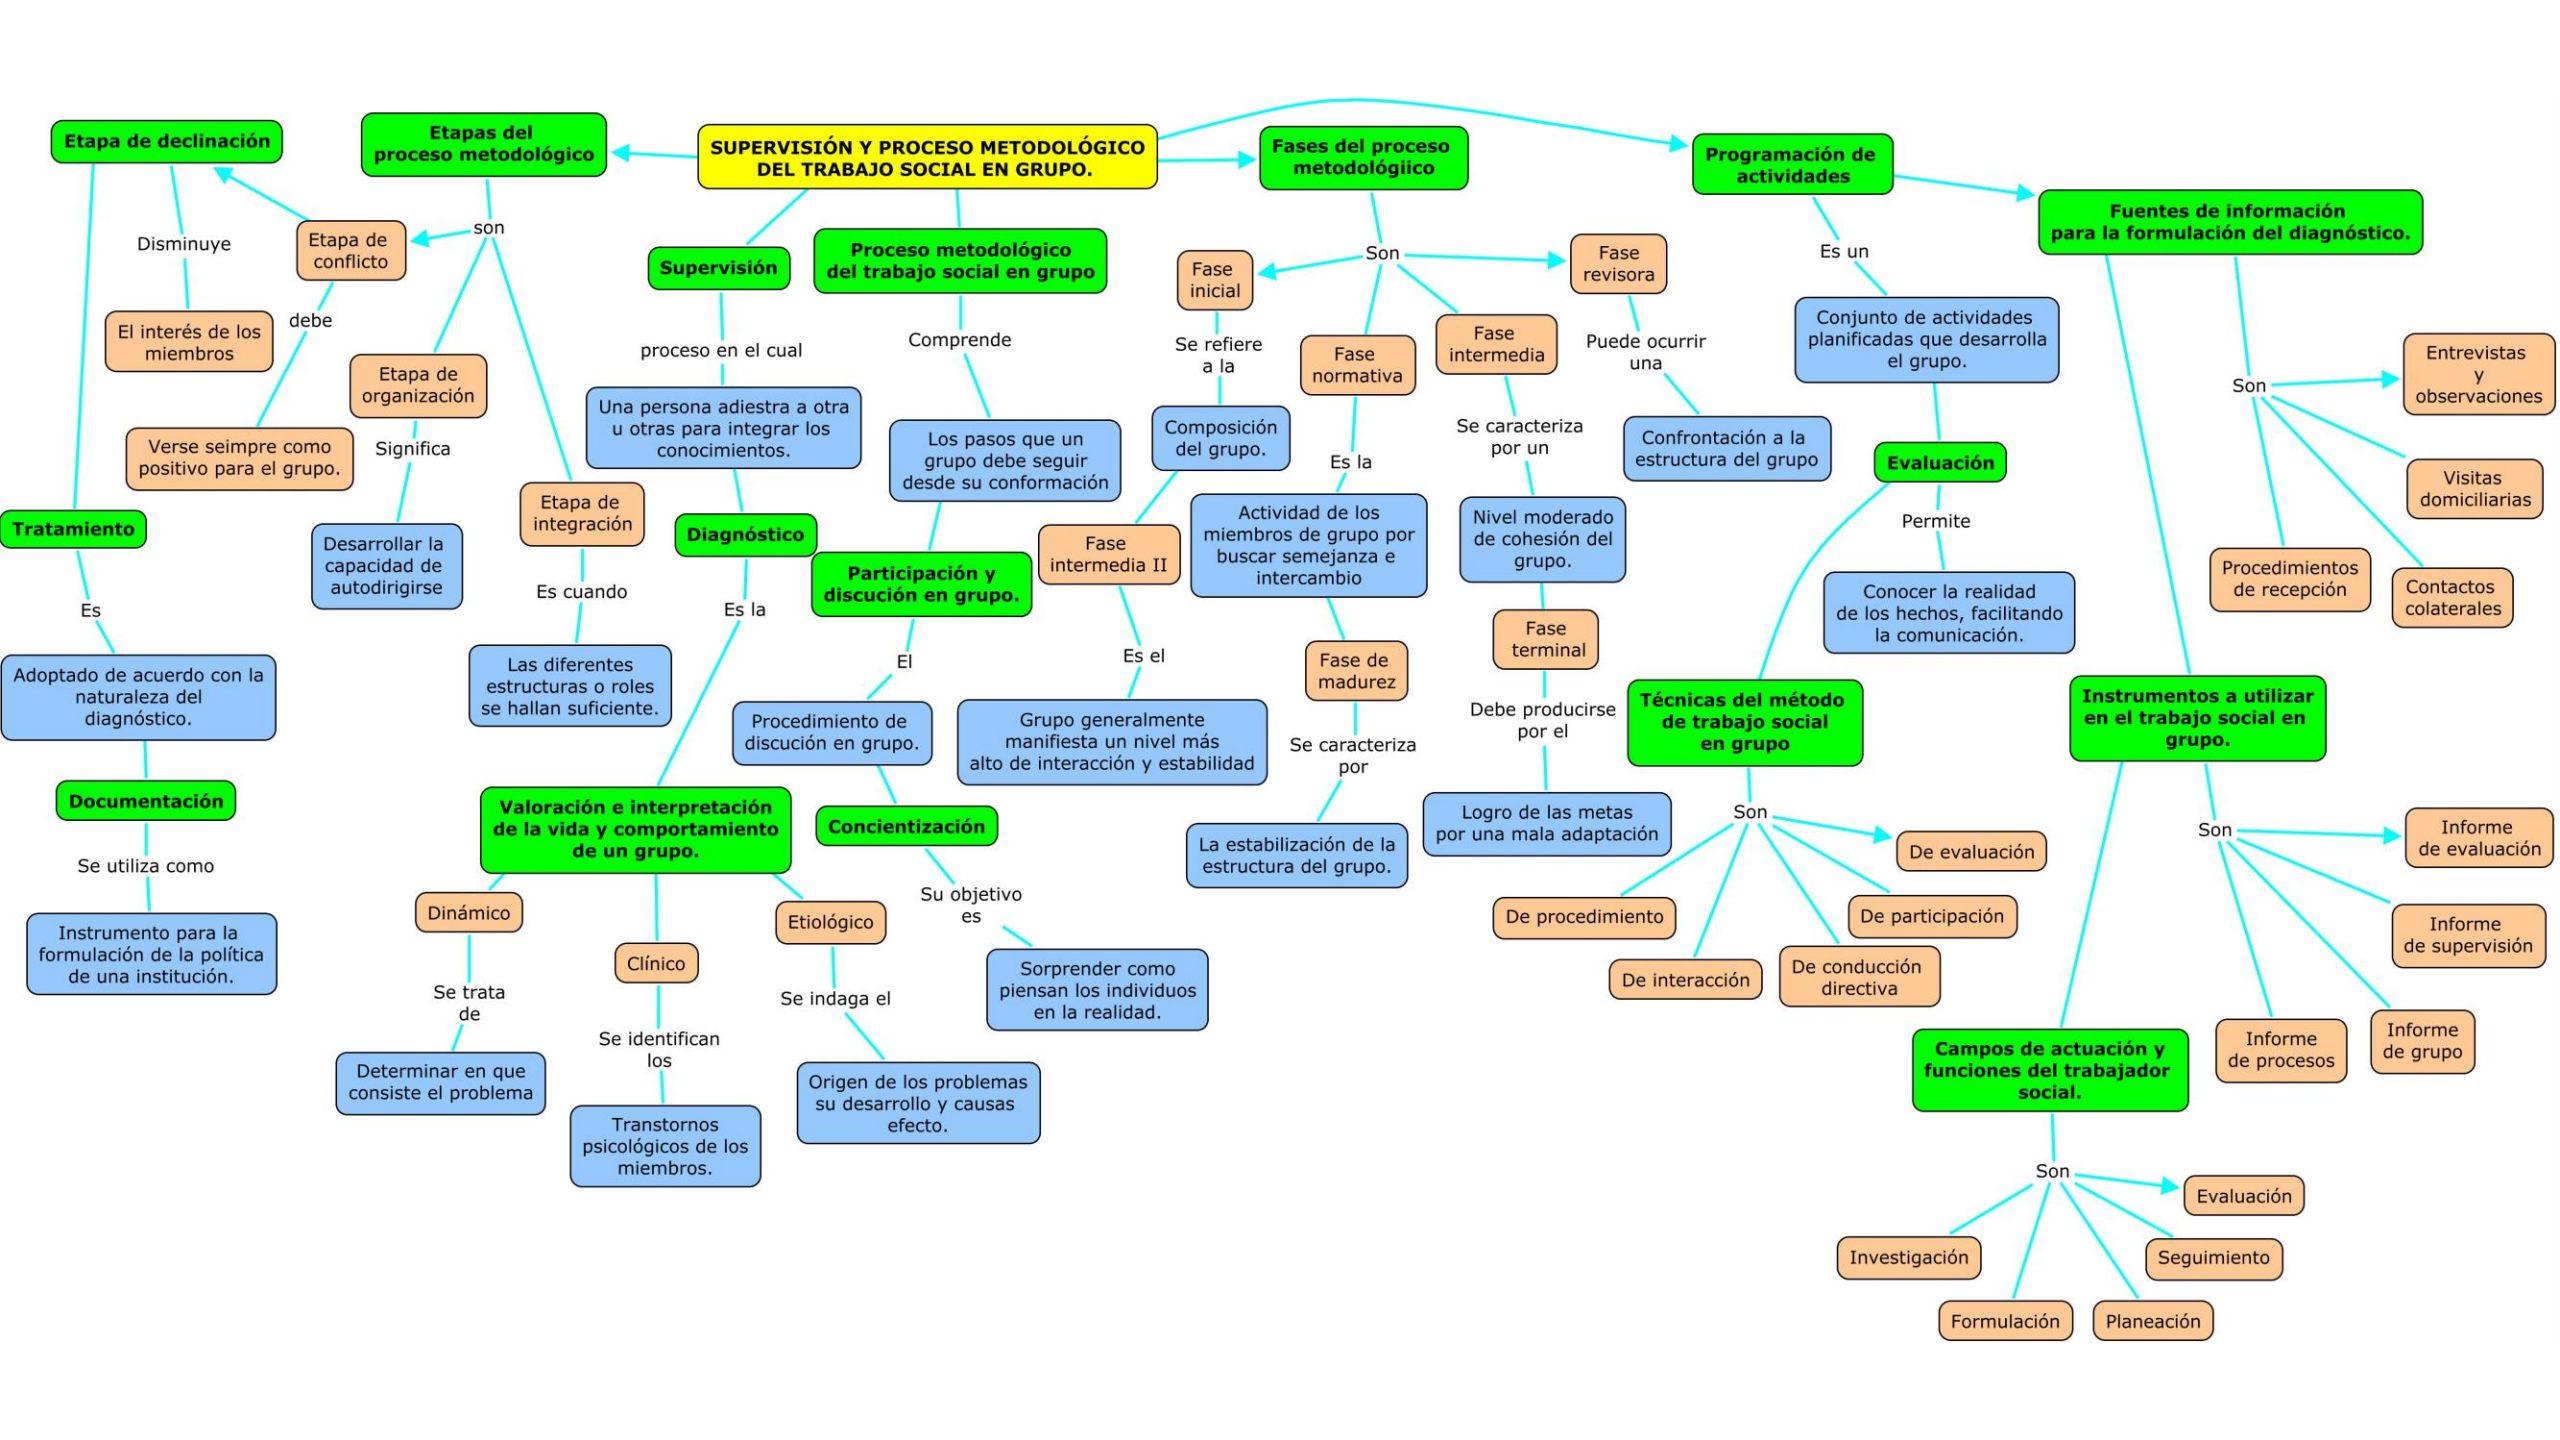 SUPERVISIÓN Y PROCESO METODOLÓGICO
DEL TRABAJO SOCIAL EN GRUPO.
Etapas del
proceso metodológico
son
Etapa de
conflicto
debe
Verse seimpre como
positivo para el grupo.
Etapa de declinación
Disminuye
El interés de los
miembros
Tratamiento
Es
Adoptado de acuerdo con la
naturaleza del
diagnóstico.
Documentación
Se utiliza como
Instrumento para la
formulación de la política
de una institución.
Etapa de
organización
Significa
Desarrollar la
capacidad de
autodirigirse
Etapa de
integración
Es cuando
Las diferentes
estructuras o roles
se hallan suficiente.
Supervisión
proceso en el cual
Una persona adiestra a otra
u otras para integrar los
conocimientos.
Diagnóstico
Es la
Valoración e interpretación
de la vida y comportamiento
de un grupo.
Dinámico
Se trata
de
Determinar en que
consiste el problema
Clínico
Se identifican
los
Transtornos
psicológicos de los
miembros.
Etiológico
Se indaga el
Origen de los problemas
su desarrollo y causas
efecto.
Proceso metodológico
del trabajo social en grupo
Comprende
Los pasos que un
grupo debe seguir
desde su conformación
Participación y
discución en grupo.
El
Procedimiento de
discución en grupo.
Concientización
Su objetivo
es
Sorprender como
piensan los individuos
en la realidad.
Fases del proceso
metodológiico
Son
Fase
inicial
Se refiere
a la
Composición
del grupo.
Fase
intermedia II
Es el
Grupo generalmente
manifiesta un nivel más
alto de interacción y estabilidad
Fase
normativa
Es la
Actividad de los
miembros de grupo por
buscar semejanza e
intercambio
Fase de
madurez
Se caracteriza
por
La estabilización de la
estructura del grupo.
Fase
intermedia
Se caracteriza
por un
Nivel moderado
de cohesión del
grupo.
Fase
terminal
Debe producirse
por el
Logro de las metas
por una mala adaptación
Fase
revisora
Puede ocurrir
una
Confrontación a la
estructura del grupo
Programación de
actividades
Es un
Conjunto de actividades
planificadas que desarrolla
el grupo.
Evaluación
Permite
Conocer la realidad
de los hechos, facilitando
la comunicación.
Técnicas del método
de trabajo social
en grupo
Son
De procedimiento
De interacción
De conducción
directiva
De participación
De evaluación
Fuentes de información
para la formulación del diagnóstico.
Son
Entrevistas
y
observaciones
Visitas
domiciliarias
Contactos
colaterales
Procedimientos
de recepción
Instrumentos a utilizar
en el trabajo social en
grupo.
Son
Informe
de evaluación
Informe
de supervisión
Informe
de grupo
Informe
de procesos
Campos de actuación y
funciones del trabajador
social.
Son
Evaluación
Seguimiento
Planeación
Formulación
Investigación